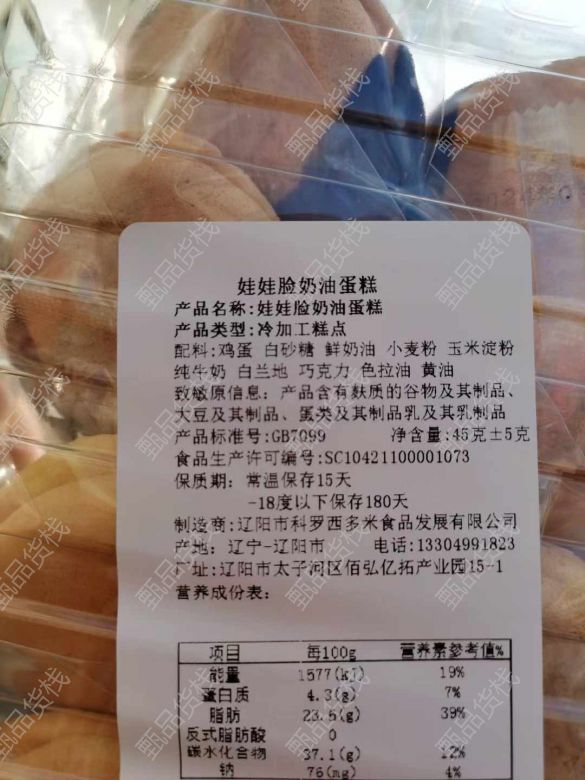 娃娃脸奶油蛋糕
产品名称:娃娃脸奶油蛋糕
产品类型:冷加工糕点
配料:鸡蛋 白砂糖 鲜奶油 小麦粉 玉米淀粉
纯牛奶 白兰地 巧克力 色拉油 黄油
致敏原信息: 产品含有麸质的谷物及其制品、
大豆及其制品、蛋类及其制品乳及其乳制品
产品标准号:GB7099 净含量:45克±5克
食品生产许可编号:SC10421100001073
保质期: 常温保存15天
-18度以下保存180天
制造商:辽阳市科罗西多米食品发展有限公司
产地: 辽宁-辽阳市 电话:13304991823
厂址:辽阳市太子河区佰弘亿拓产业园15-1
营养成份表:
项目 每100g 营养素参考值%
能量 1577(kJ) 19%
蛋白质 4.3(g) 7%
脂肪 23.5(g) 39%
反式脂肪酸 0
碳水化合物 37.1(g) 12%
钠 76(mg) 4%
甄品货栈